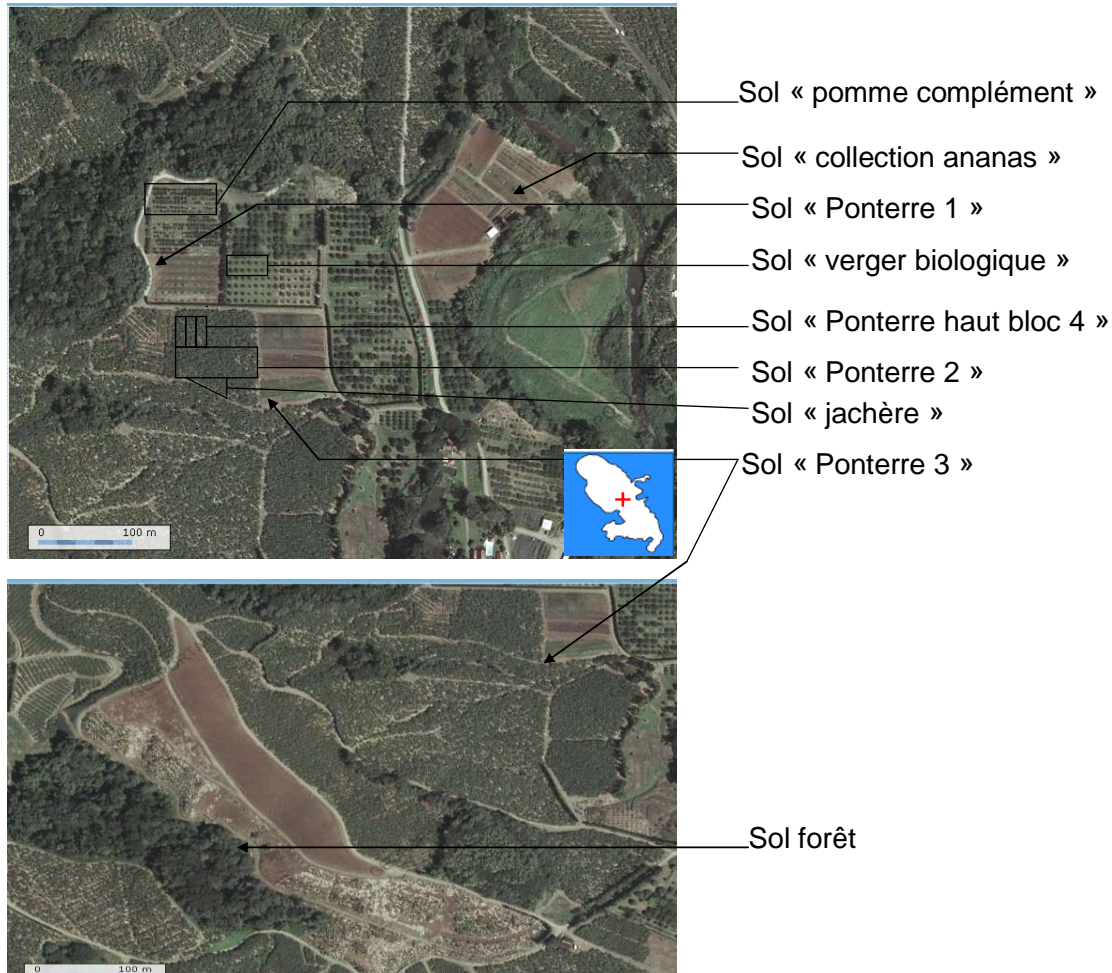 Sol « pomme complément »
Sol « collection ananas »
Sol « Ponterre 1 »
Sol « verger biologique »
Sol « Ponterre haut bloc 4 »
Sol « Ponterre 2 »
Sol « jachère »
Sol « Ponterre 3 »
0 100 m
Sol forêt
0 100 m